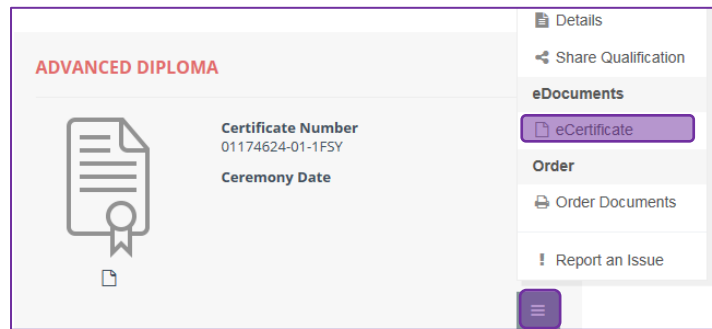 ADVANCED DIPLOMA
Certificate Number
01174624-01-1FSY
Ceremony Date
Details
Share Qualification
eDocuments
eCertificate
Order
Order Documents
Report an Issue